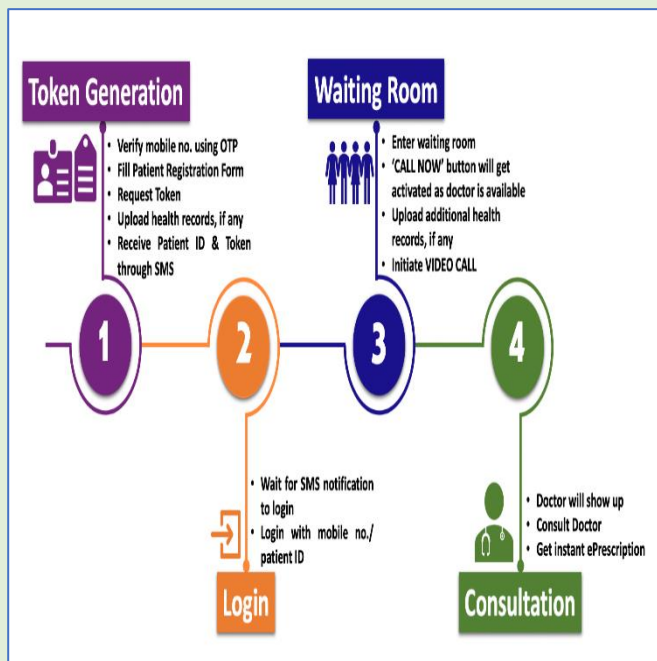 Token Generation
• Verify mobile no. using OTP
• Fill Patient Registration Form
• Request Token
• Upload health records, if any
• Receive Patient ID & Token
through SMS
1
2
• Wait for SMS notification
to login
• Login with mobile no./
patient ID
Login
Waiting Room
• Enter waiting room
• ‘CALL NOW’ button will get
activated as doctor is available
• Upload additional health
records, if any
• Initiate VIDEO CALL
3
4
• Doctor will show up
• Consult Doctor
• Get instant ePrescription
Consultation